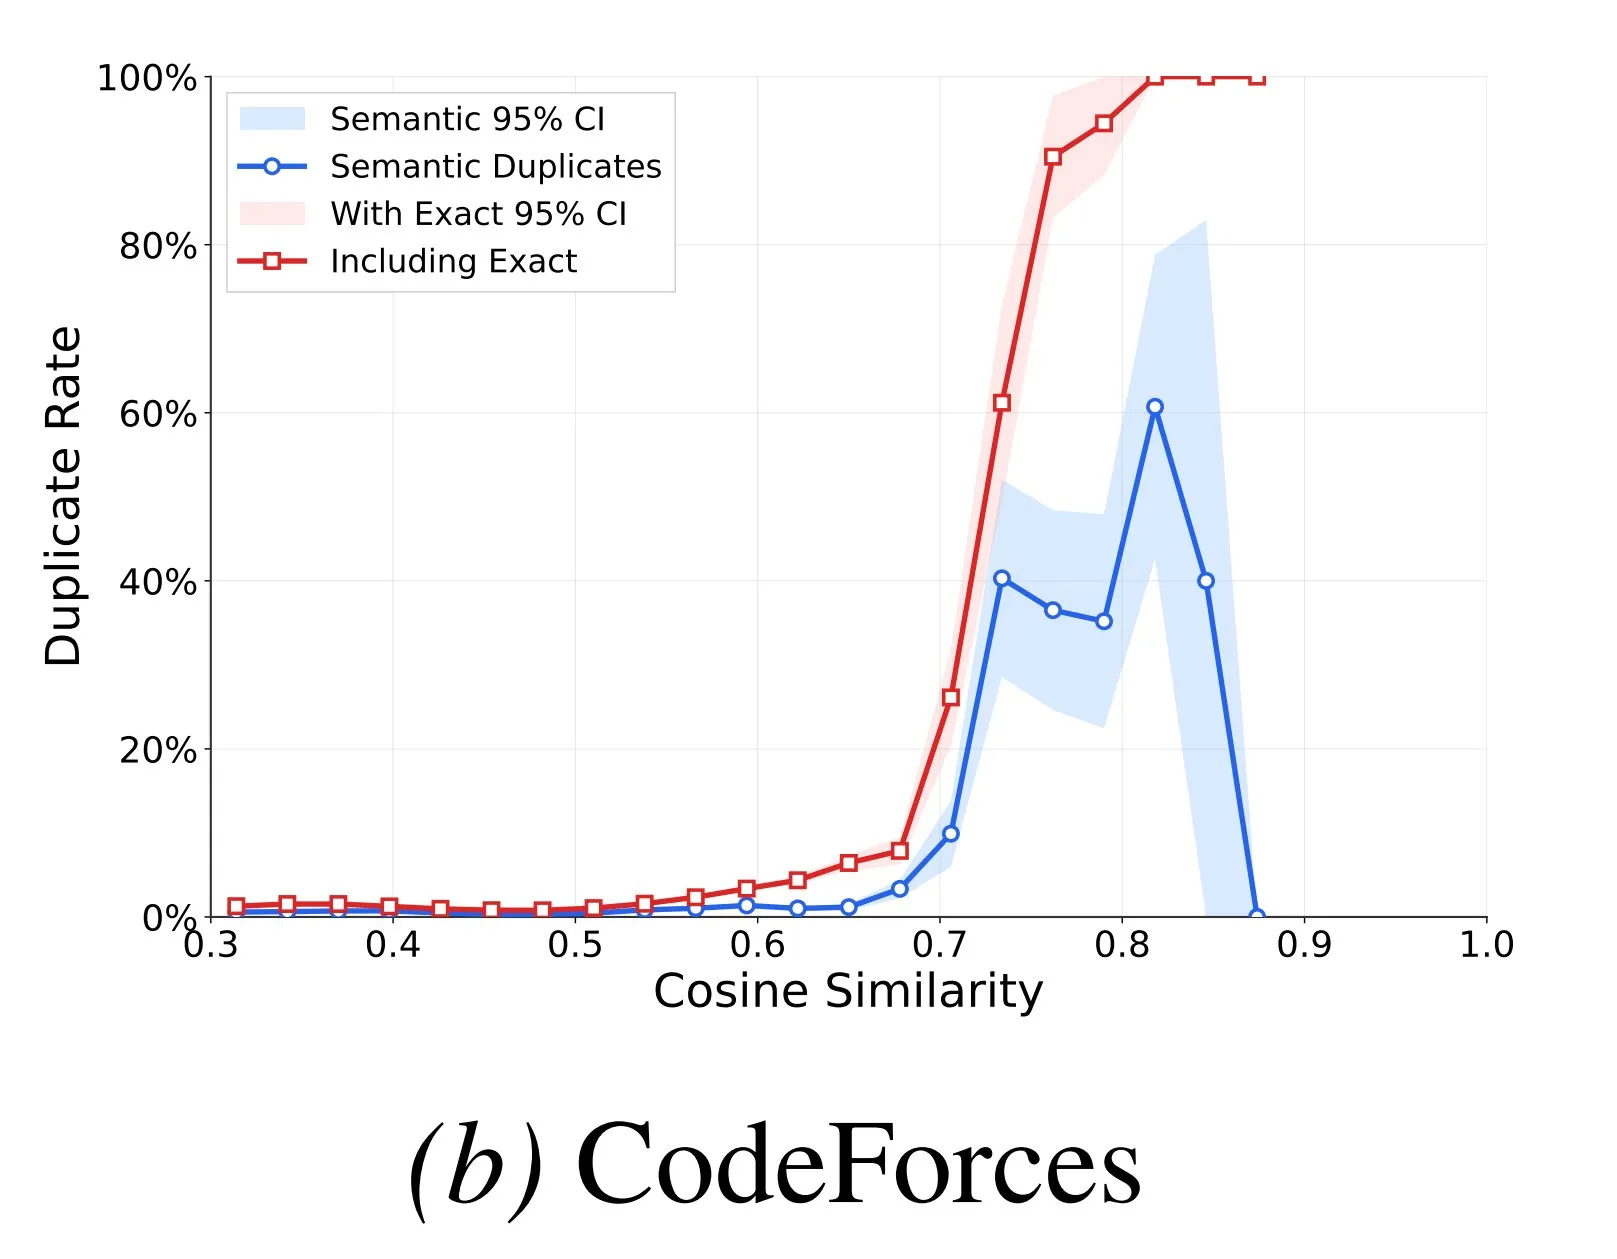 100%
80%
60%
40%
20%
0%
Duplicate Rate
Semantic 95% CI
Semantic Duplicates
With Exact 95% CI
Including Exact
0.3 0.4 0.5 0.6 0.7 0.8 0.9 1.0
Cosine Similarity
(b) CodeForces